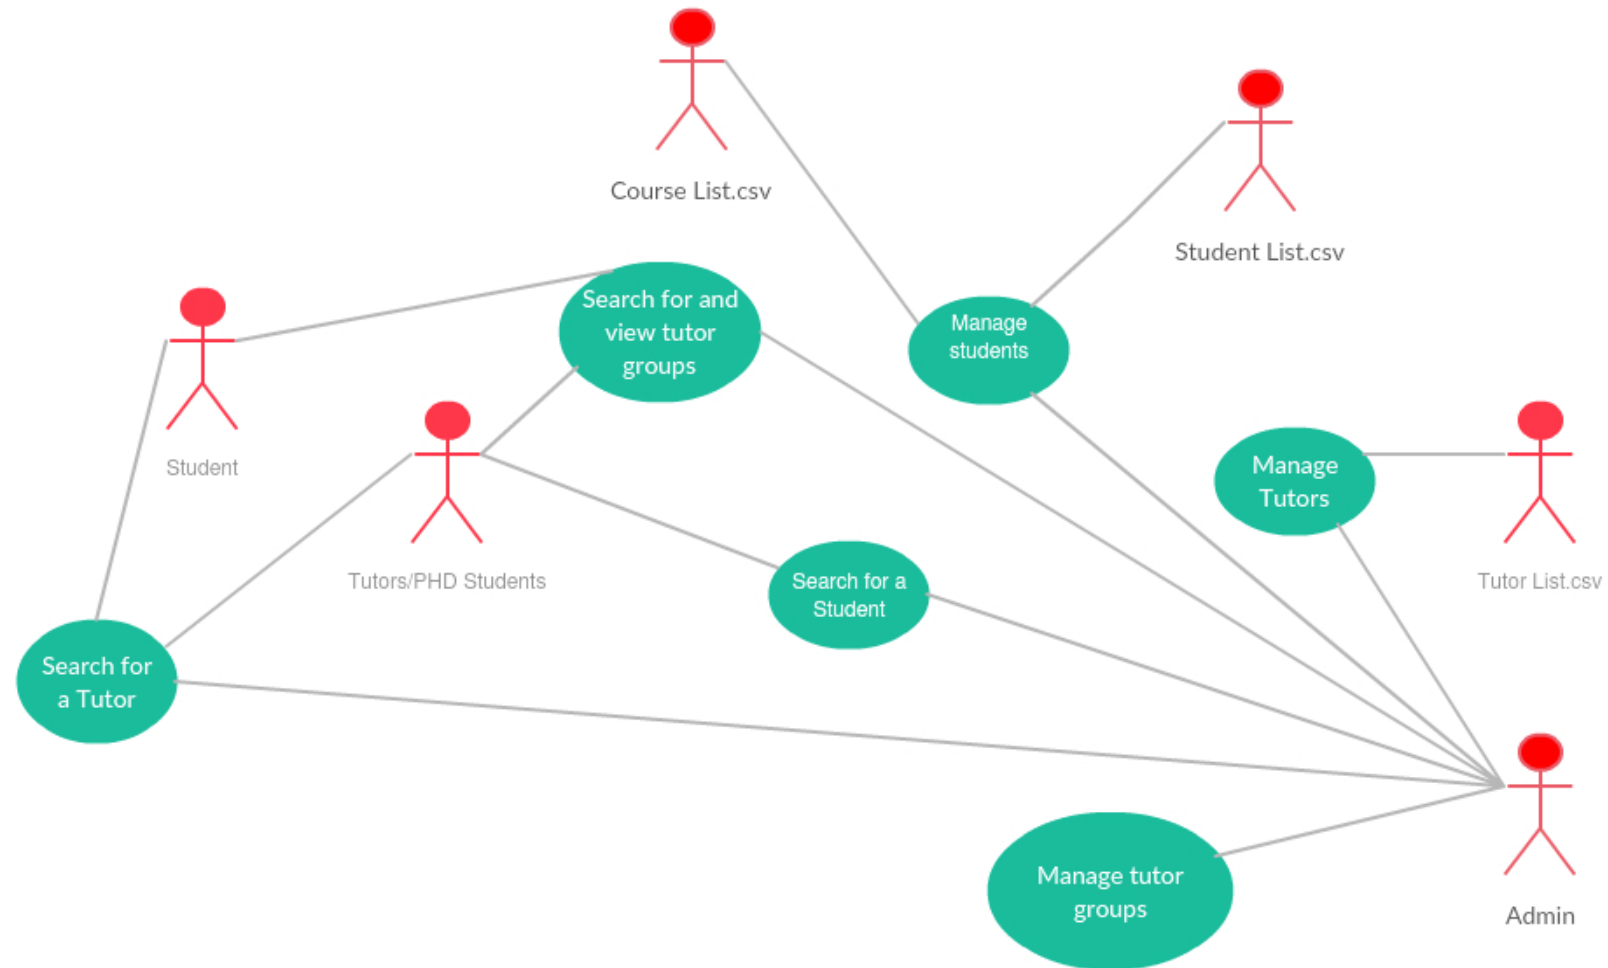 Course List.csv
Student List.csv
Search for and
view tutor
groups
Manage
students
Student
Manage
Tutors
Tutors/PHD Students
Search for a
Student
Tutor List.csv
Search for
a Tutor
Manage tutor
groups
Admin